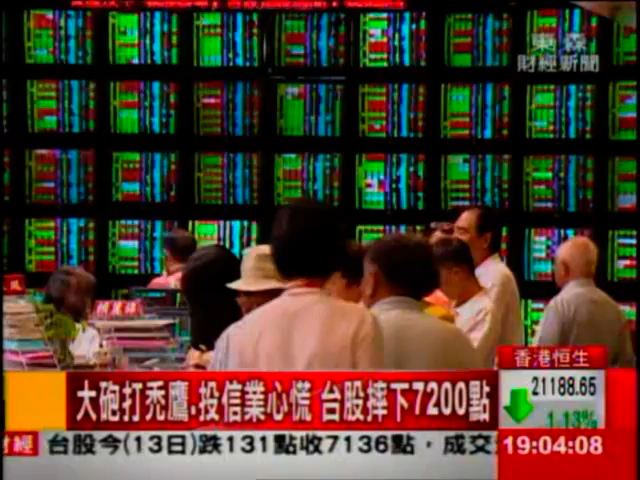 東森
財經新聞
香港恒生
大砲打禿鷹.投信業心慌 台股摔下7200點
21188.65
1.13%
財經 台股今(13日)跌131點收7136點，成交
19:04:08